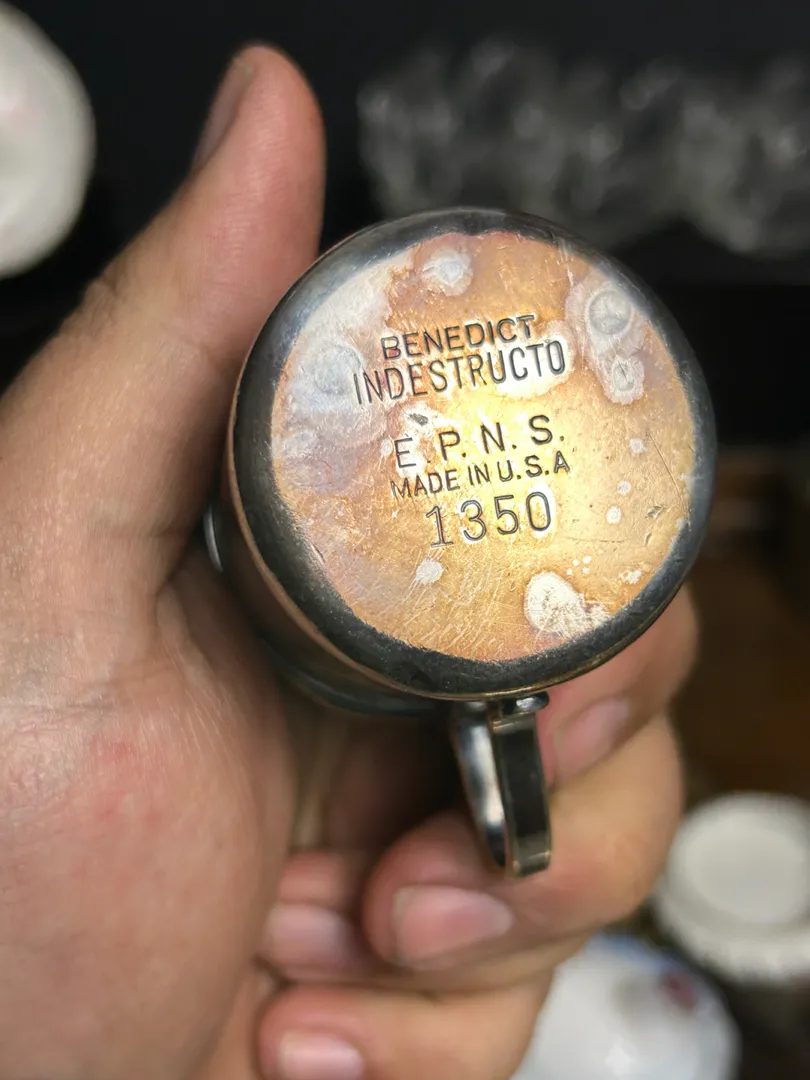 BENEDICT
INDESTRUCTO
E. P. N. S.
MADE IN U.S.A
1350